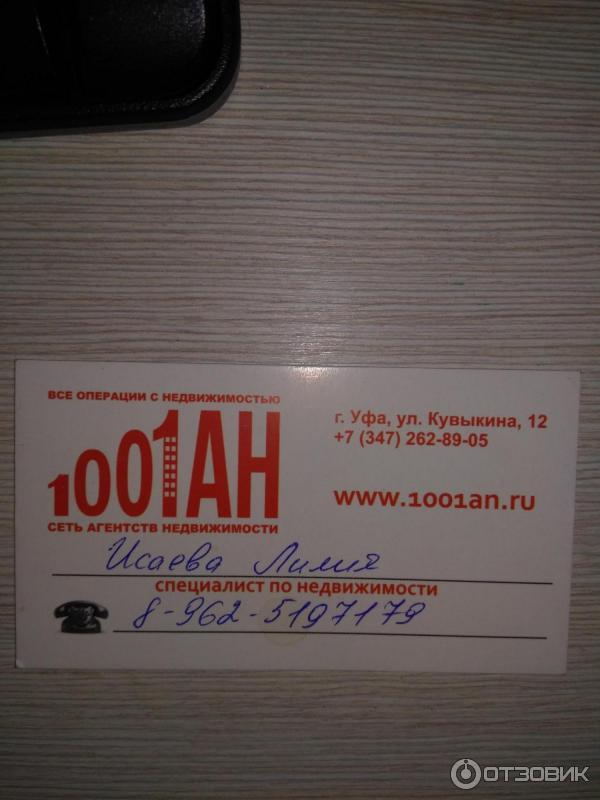 ВСЕ ОПЕРАЦИИ С НЕДВИЖИМОСТЬЮ
1001АН
СЕТЬ АГЕНТСТВ НЕДВИЖИМОСТИ
г. Уфа, ул. Кувыкина, 12
+7 (347) 262-89-05
www.1001an.ru
Исаева Лилия
специалист по недвижимости
8-962-5197179
ОТЗОВИК